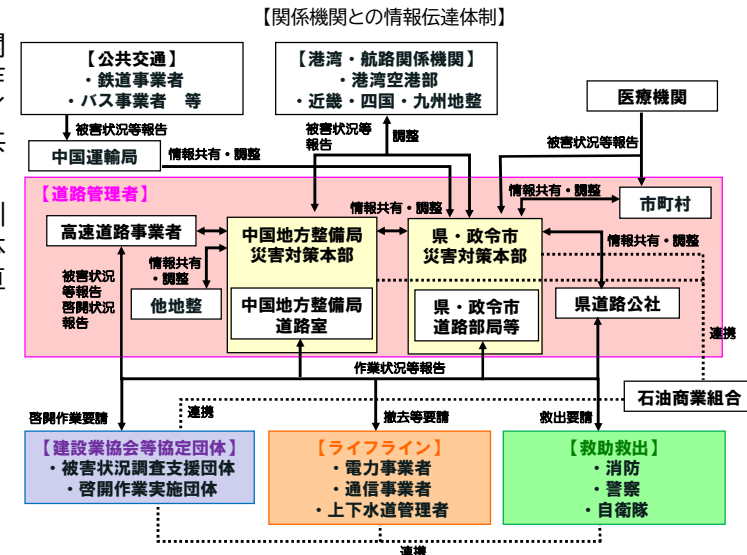 【関係機関との情報伝達体制】
【公共交通】
・鉄道事業者
・バス事業者　等
【港湾・航路関係機関】
・港湾空港部
・近畿・四国・九州地整
医療機関
被害状況等報告
被害状況等
報告
調整
被害状況等報告
中国運輸局
情報共有・調整
【道路管理者】
情報共有・調整
市町村
情報共有・調整
高速道路事業者
中国地方整備局
災害対策本部
県・政令市
災害対策本部
情報共有・調整
被害状況
等報告
啓開状況
報告
情報共有
・調整
他地整
中国地方整備局
道路室
県・政令市
道路部局等
県道路公社
連携
作業状況等報告
石油商業組合
啓開作業要請
連携
撤去等要請
救出要請
【建設業協会等協定団体】
・被害状況調査支援団体
・啓開作業実施団体
【ライフライン】
・電力事業者
・通信事業者
・上下水道管理者
【救助救出】
・消防
・警察
・自衛隊
連携